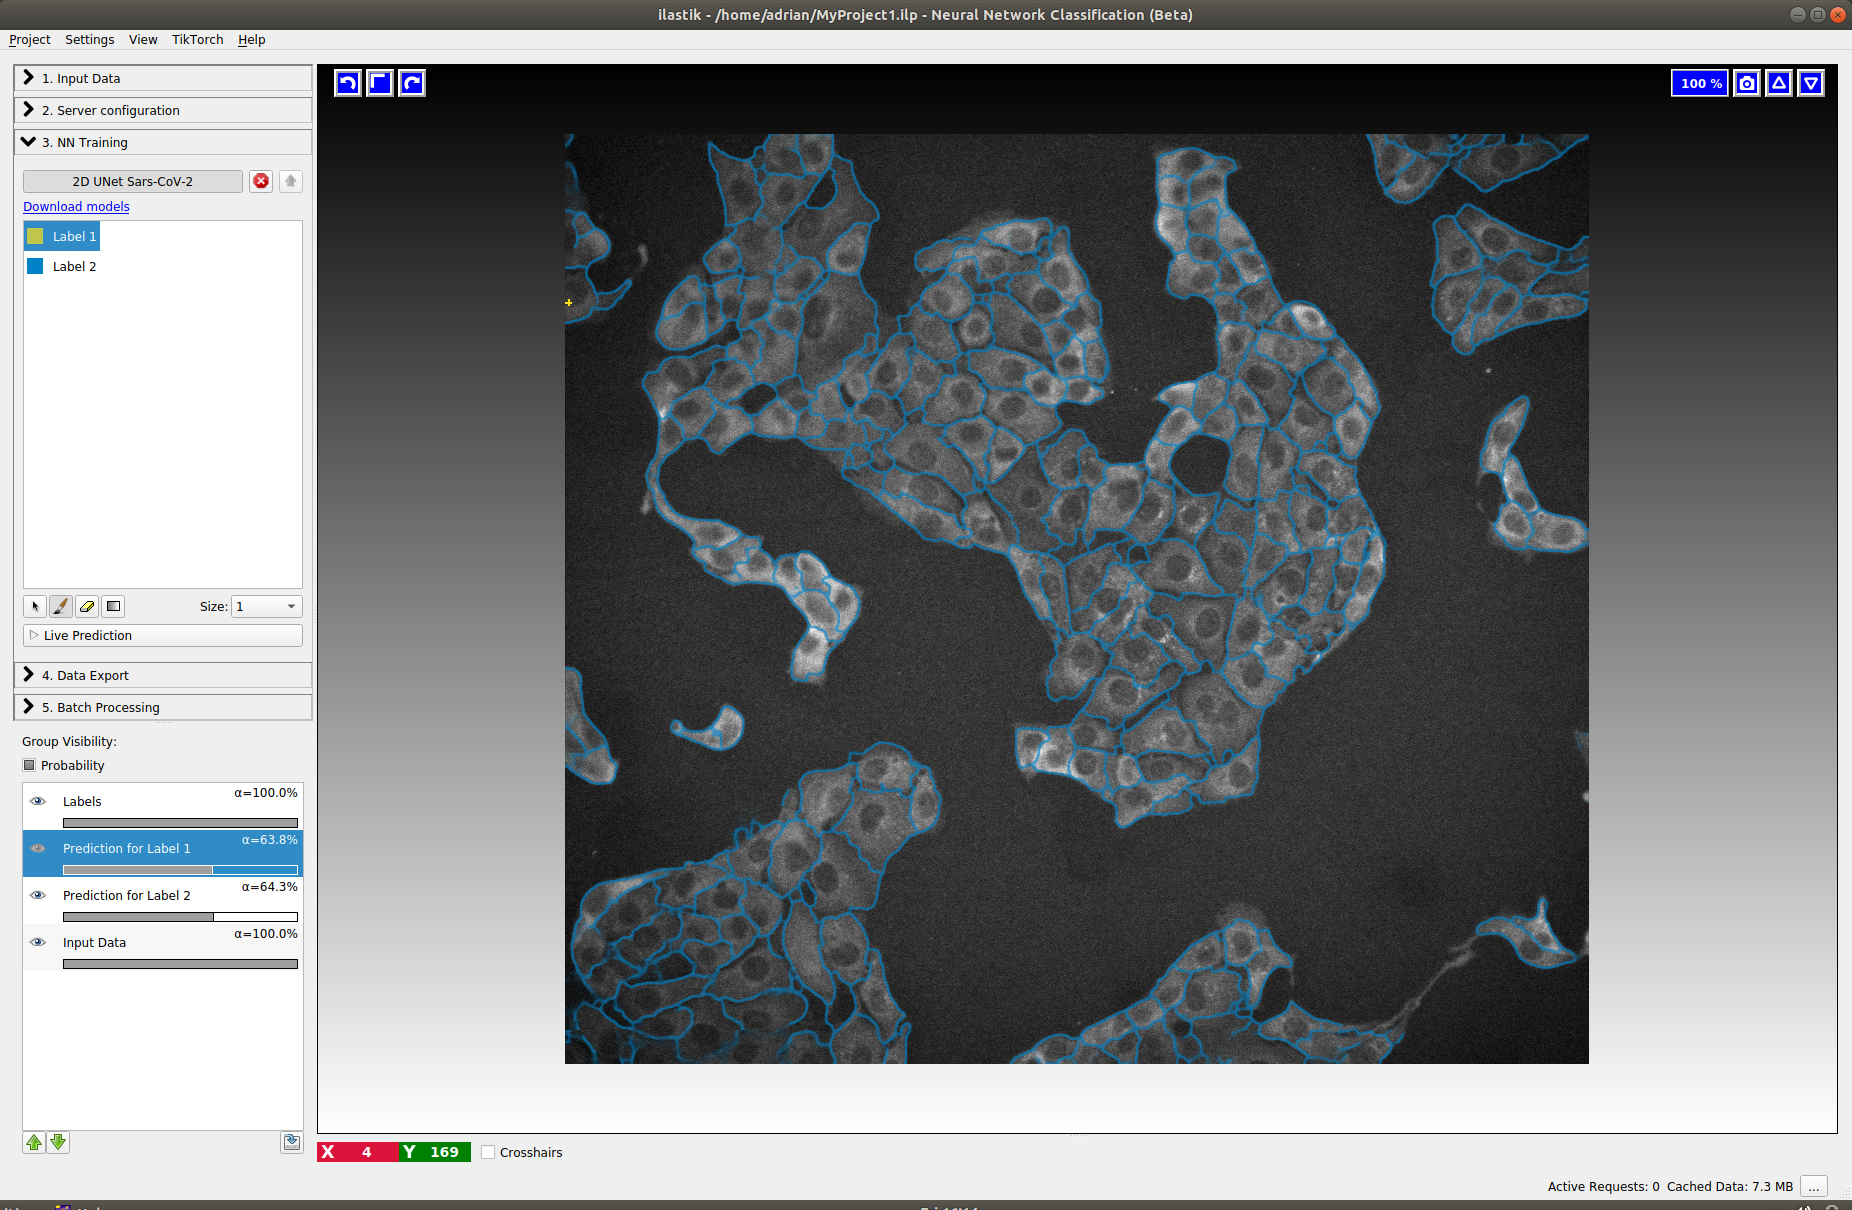 ilastik - /home/adrian/MyProject1.ilp - Neural Network Classification (Beta)
Project Settings View TikTorch Help
1. Input Data
2. Server configuration
3. NN Training
2D UNet Sars-CoV-2
Download models
Label 1
Label 2
Size: 1
Live Prediction
4. Data Export
5. Batch Processing
Group Visibility:
Probability
Labels α=100.0%
Prediction for Label 1 α=63.8%
Prediction for Label 2 α=64.3%
Input Data α=100.0%
100 %
X 4 Y 169 Crosshairs
Active Requests: 0 Cached Data: 7.3 MB ...